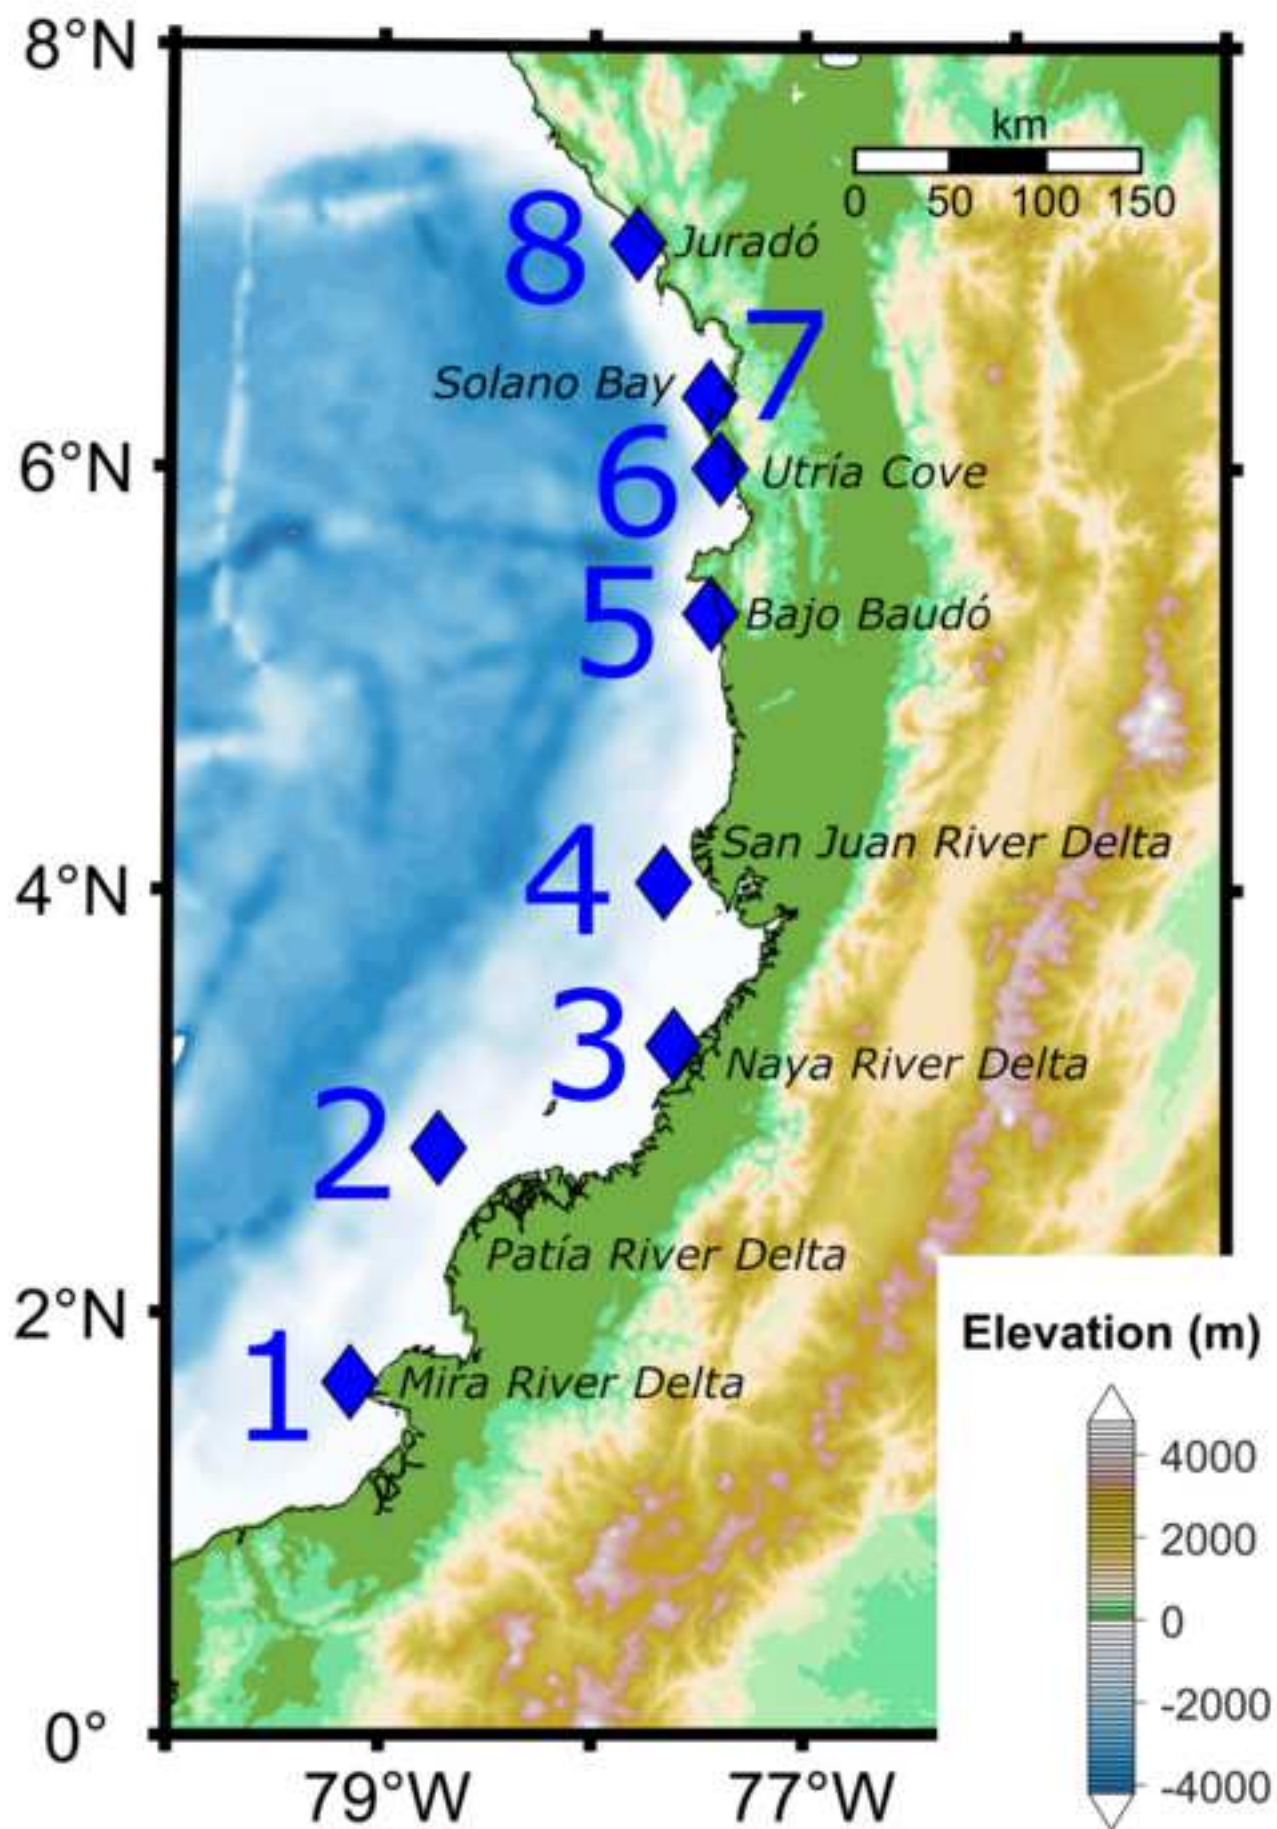 8°N
km
0 50 100 150
8
Juradó
7
Solano Bay
6°N
6
Utría Cove
5
Bajo Baudó
San Juan River Delta
4
4°N
3
Naya River Delta
2
Patía River Delta
2°N
Elevation (m)
1
Mira River Delta
4000
2000
0
-2000
-4000
0°
79°W
77°W